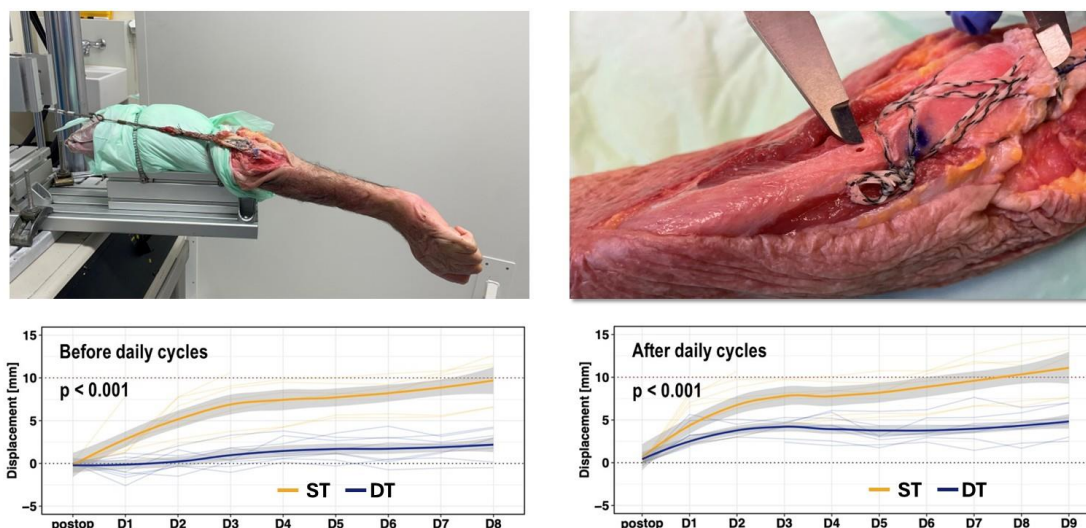 15
10
5
0
−5
Displacement [mm]
Before daily cycles
p < 0.001
ST DT
postop D1 D2 D3 D4 D5 D6 D7 D8
15
10
5
0
−5
Displacement [mm]
After daily cycles
p < 0.001
ST DT
postop D1 D2 D3 D4 D5 D6 D7 D8 D9